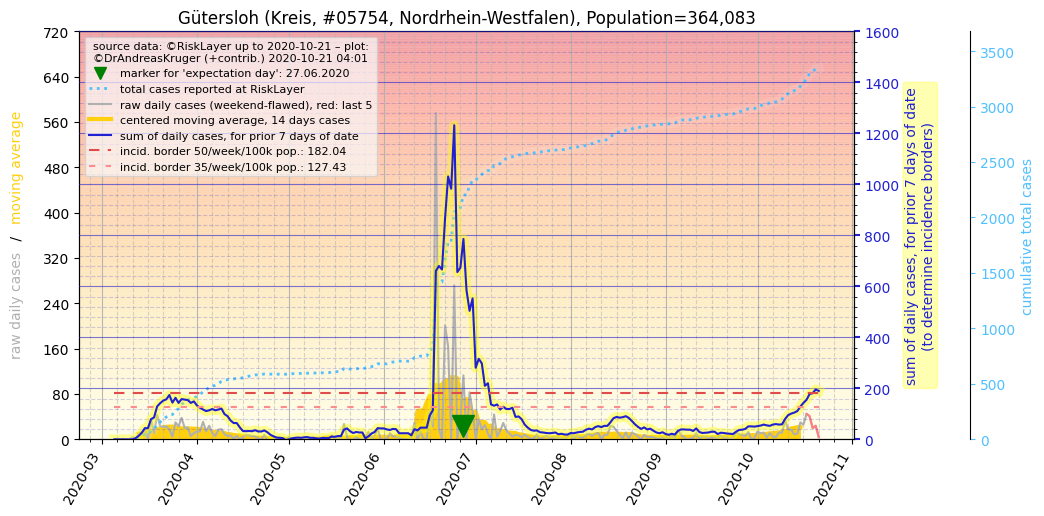 Gütersloh (Kreis, #05754, Nordrhein-Westfalen), Population=364,083
source data: ©RiskLayer up to 2020-10-21 – plot:
©DrAndreasKruger (+contrib.) 2020-10-21 04:01
marker for 'expectation day': 27.06.2020
total cases reported at RiskLayer
raw daily cases (weekend-flawed), red: last 5
centered moving average, 14 days cases
sum of daily cases, for prior 7 days of date
incid. border 50/week/100k pop.: 182.04
incid. border 35/week/100k pop.: 127.43
raw daily cases / moving average
720
640
560
480
400
320
240
160
80
0
2020-03
2020-04
2020-05
2020-06
2020-07
2020-08
2020-09
2020-10
2020-11
1600
1400
1200
1000
800
600
400
200
0
sum of daily cases, for prior 7 days of date
(to determine incidence borders)
3500
3000
2500
2000
1500
1000
500
0
cumulative total cases